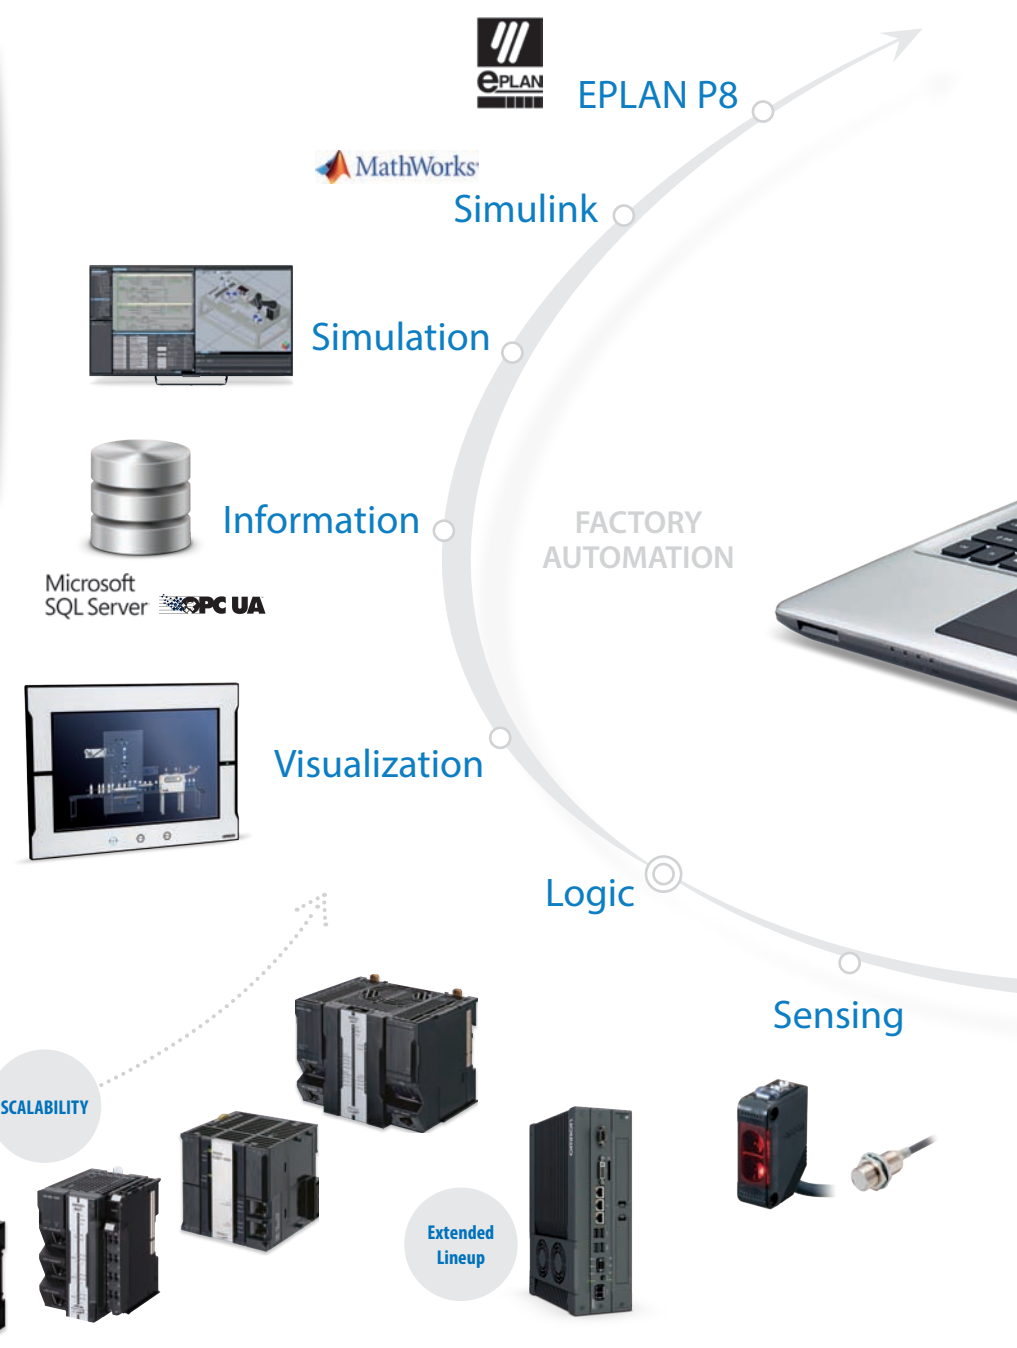 ePLAN
EPLAN P8
MathWorks
Simulink
Simulation
Information
FACTORY
AUTOMATION
Microsoft
SQL Server
OPC UA
Visualization
Logic
Sensing
SCALABILITY
OMRON
Extended
Lineup